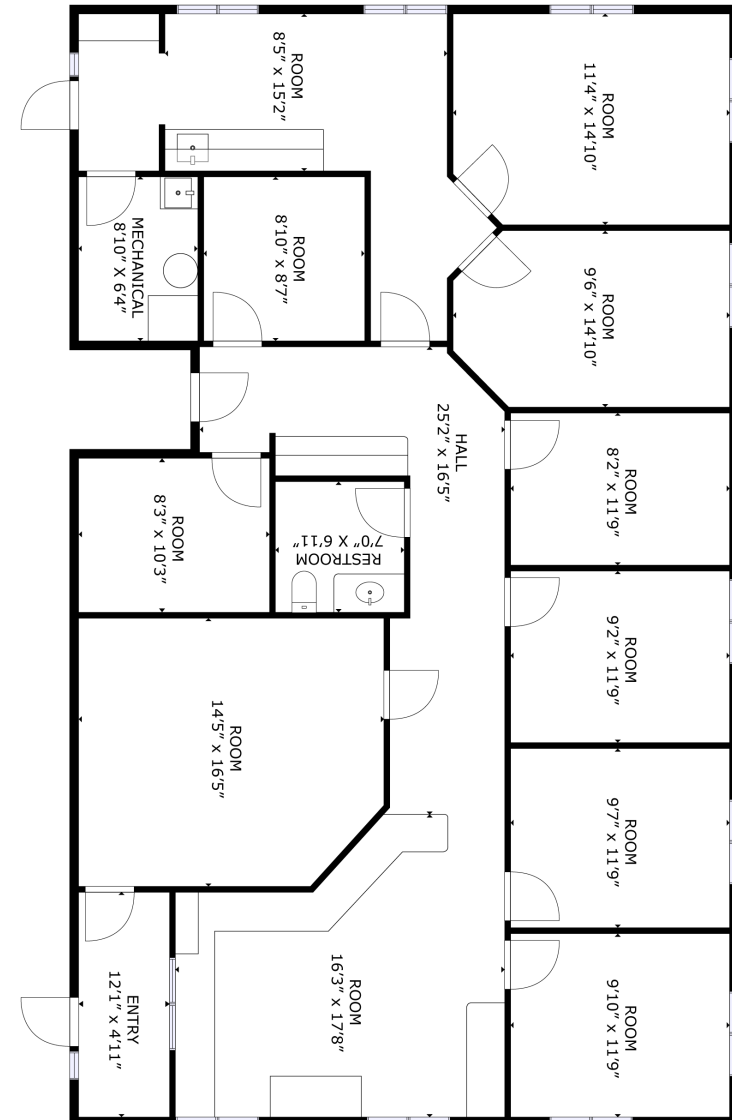 ROOM
8'5" x 15'2"
ROOM
11'4" x 14'10"
MECHANICAL
8'10" x 6'4"
ROOM
8'10" x 8'7"
ROOM
9'6" x 14'10"
HALL
25'2" x 16'5"
ROOM
8'2" x 11'9"
ROOM
8'3" x 10'3"
RESTROOM
7'0" x 6'11"
ROOM
9'2" x 11'9"
ROOM
14'5" x 16'5"
ROOM
9'7" x 11'9"
ENTRY
12'1" x 4'11"
ROOM
16'3" x 17'8"
ROOM
9'10" x 11'9"